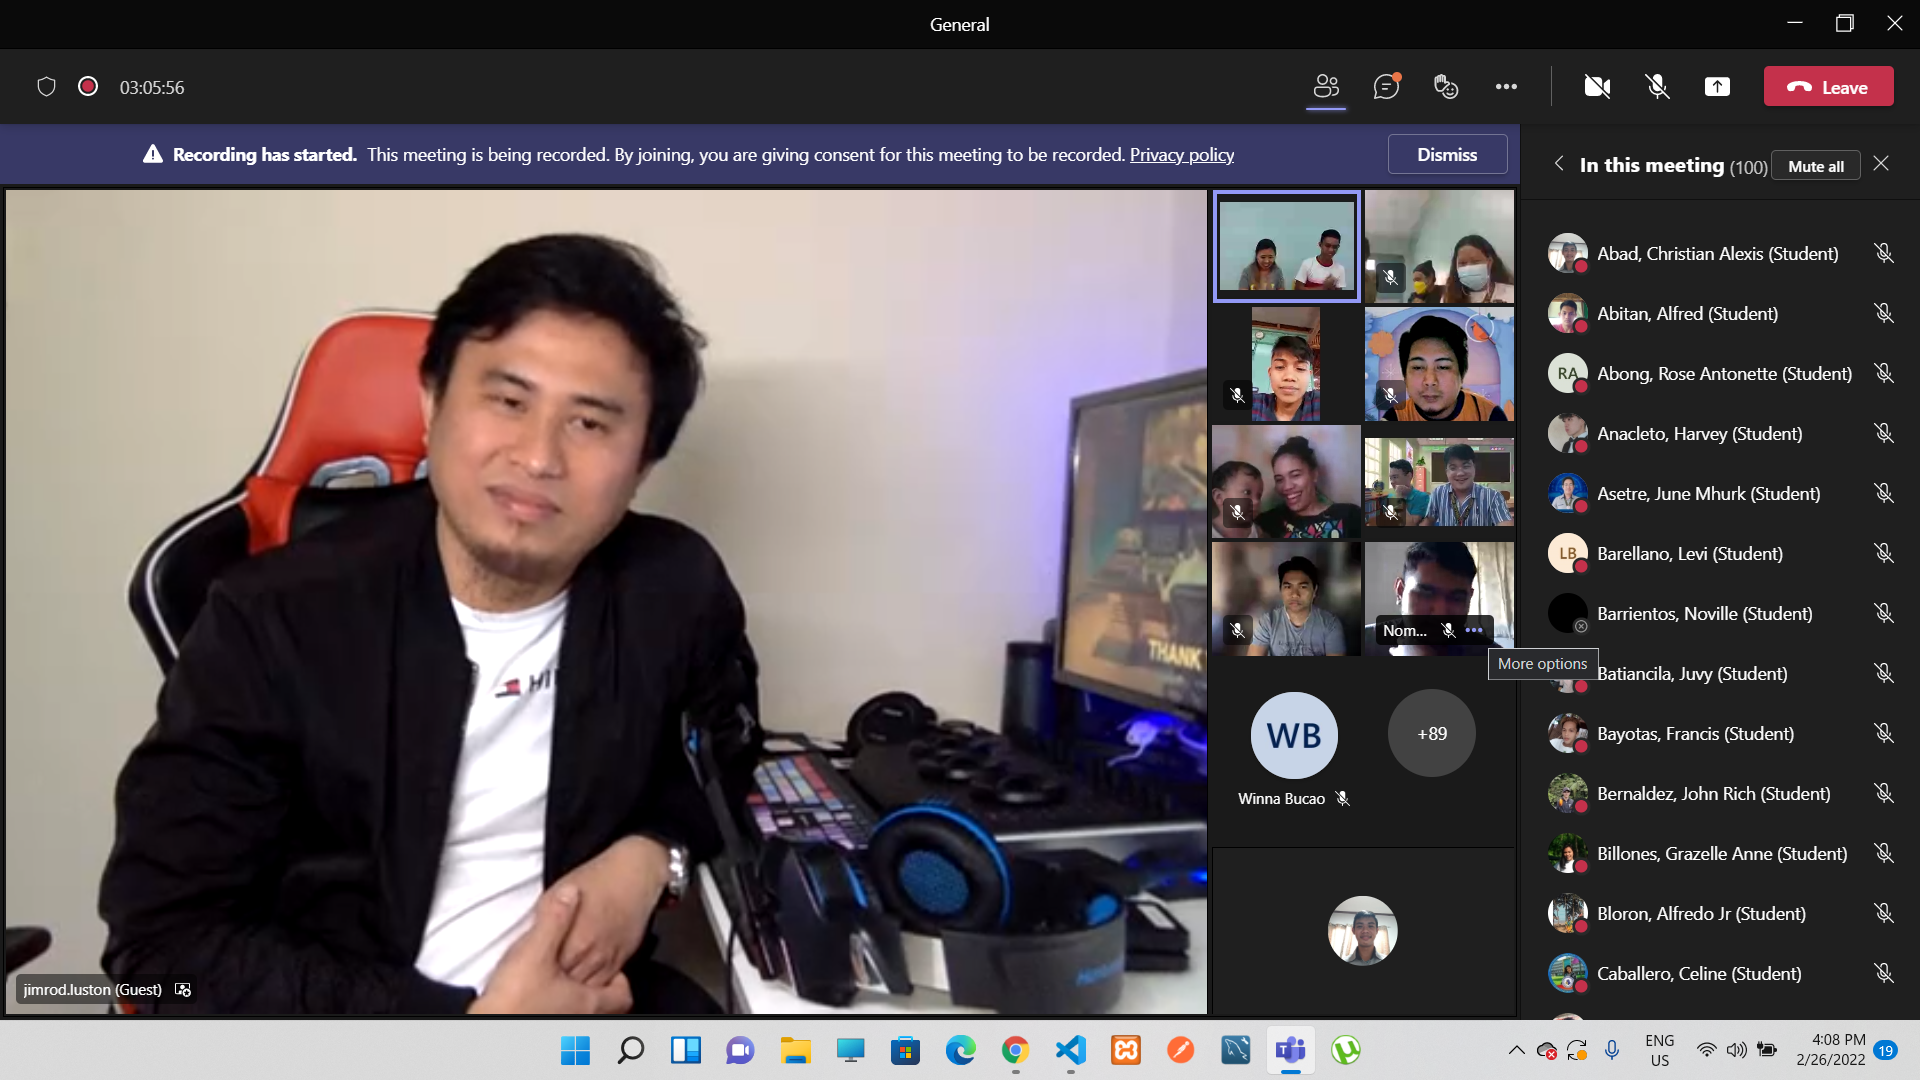 General
03:05:56
Leave
Recording has started. This meeting is being recorded. By joining, you are giving consent for this meeting to be recorded. Privacy policy
Dismiss
In this meeting (100)
Mute all
Abad, Christian Alexis (Student)
Abitan, Alfred (Student)
RA
Abong, Rose Antonette (Student)
Anacleto, Harvey (Student)
Asetre, June Mhurk (Student)
LB
Barellano, Levi (Student)
Barrientos, Noville (Student)
Batiancila, Juvy (Student)
Bayotas, Francis (Student)
Bernaldez, John Rich (Student)
Billones, Grazelle Anne (Student)
Bloron, Alfredo Jr (Student)
Caballero, Celine (Student)
Nom...
More options
WB
+89
Winna Bucao
THANK
jimrod.luston (Guest)
ENG
US
4:08 PM
2/26/2022
19